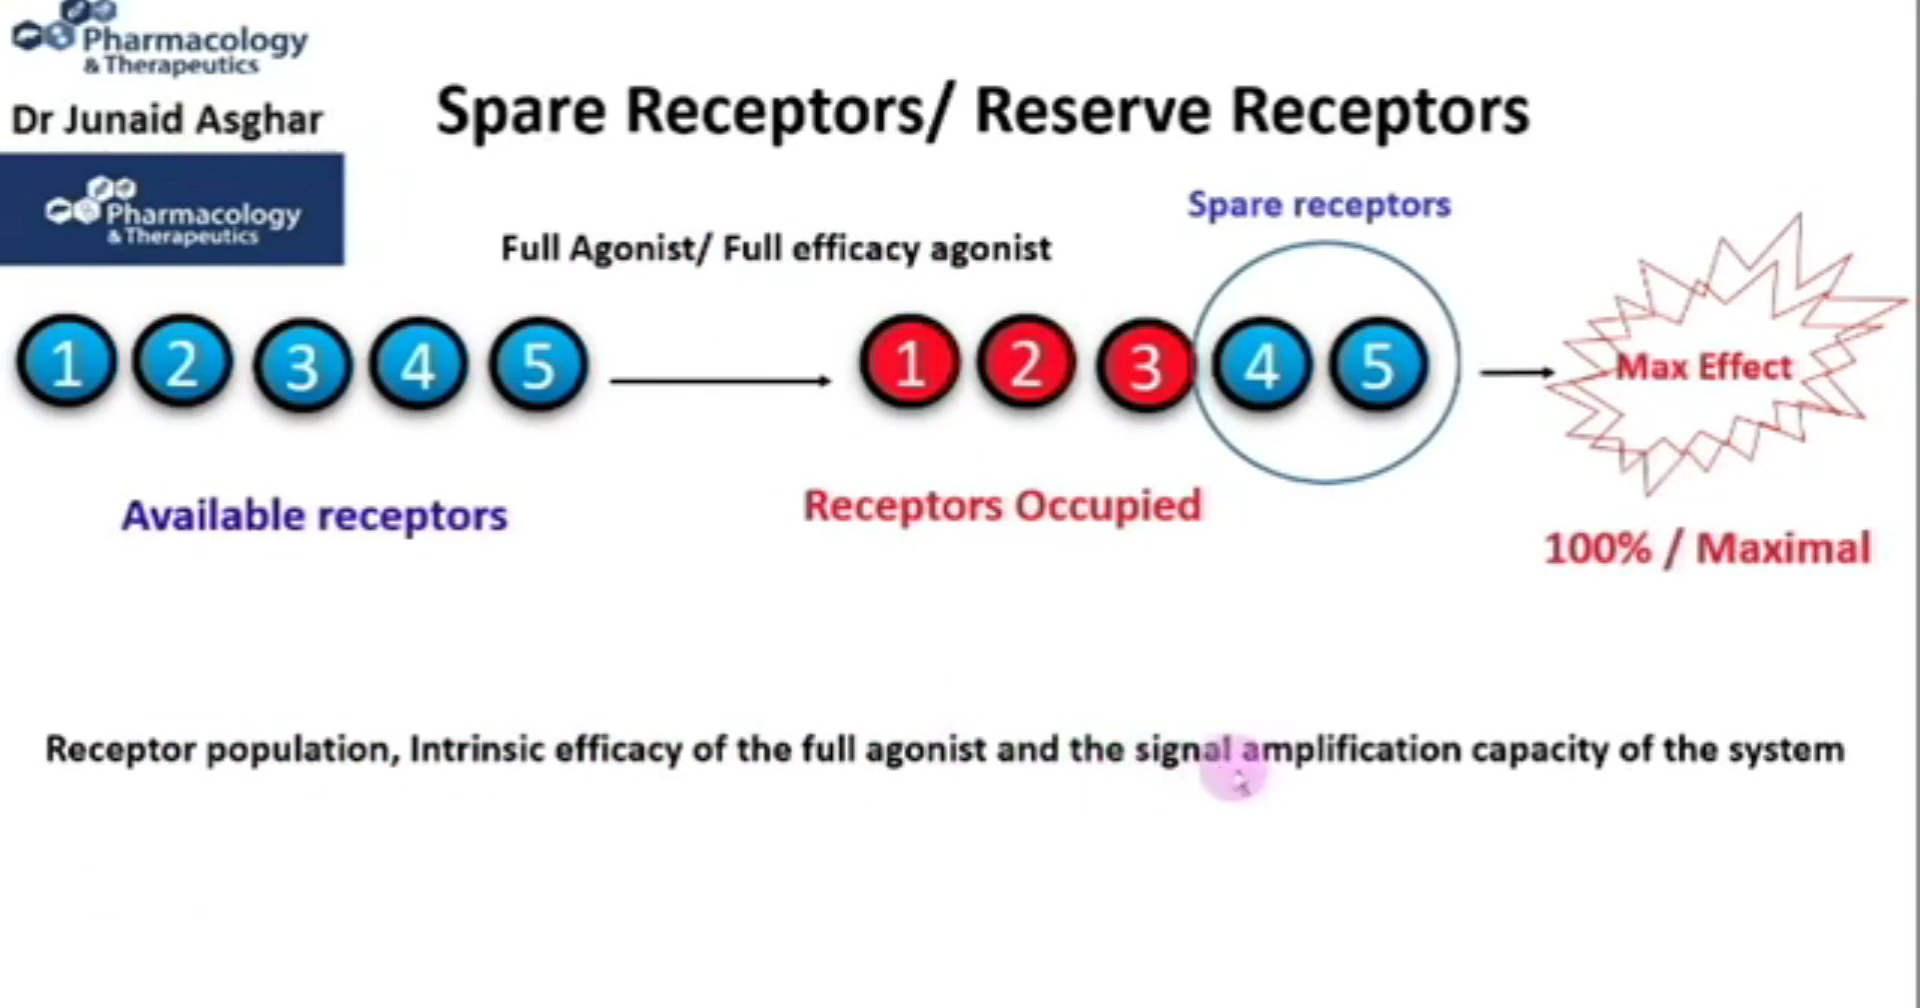 Pharmacology
& Therapeutics
Dr Junaid Asghar
Spare Receptors/ Reserve Receptors
Pharmacology
& Therapeutics
Spare receptors
Full Agonist/ Full efficacy agonist
1 2 3 4 5
1 2 3 4 5
Max Effect
Available receptors
Receptors Occupied
100% / Maximal
Receptor population, Intrinsic efficacy of the full agonist and the signal amplification capacity of the system